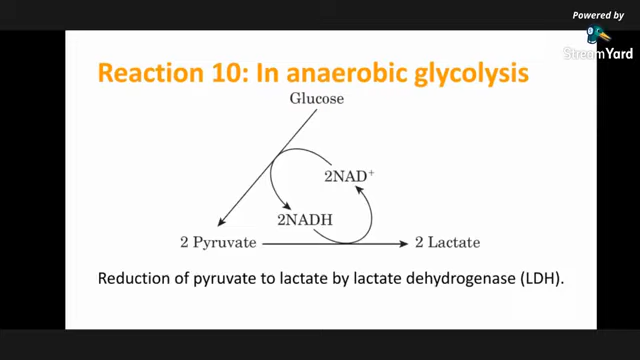 Powered by
StreamYard
Reaction 10: In anaerobic glycolysis
Glucose
2NAD⁺
2NADH
2 Pyruvate
2 Lactate
Reduction of pyruvate to lactate by lactate dehydrogenase (LDH).